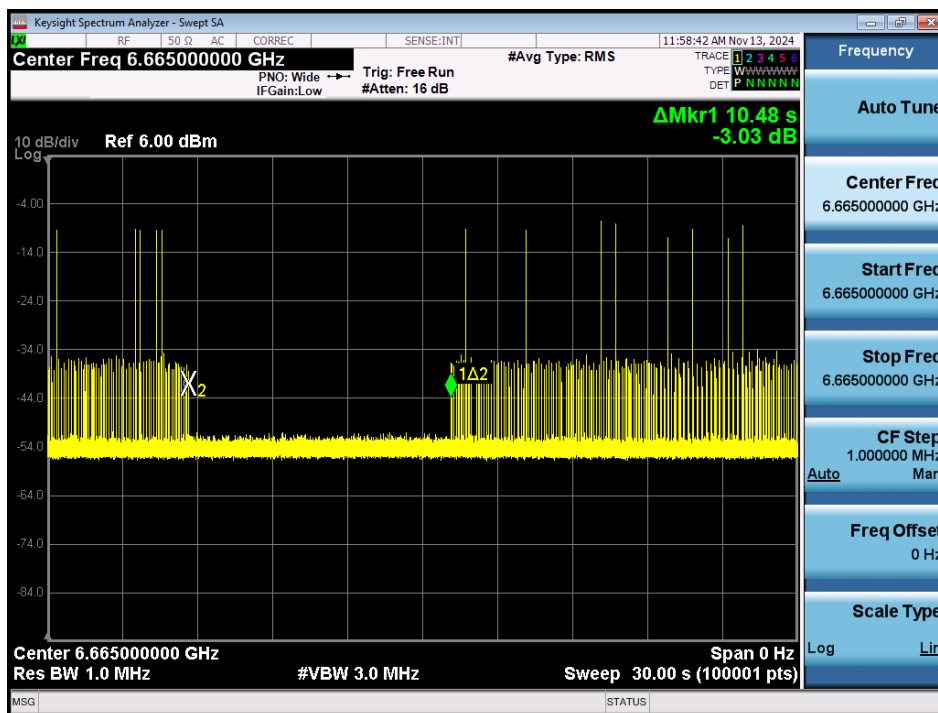 Keysight Spectrum Analyzer - Swept SA
LXI RF 50 Ω AC CORREC SENSE:INT 11:58:42 AM Nov 13, 2024
Center Freq 6.665000000 GHz
PNO: Wide
IFGain:Low
Trig: Free Run
#Atten: 16 dB
#Avg Type: RMS
TRACE 1 2 3 4 5 6
TYPE WWWWWW
DET P N N N N N
ΔMkr1 10.48 s
-3.03 dB
10 dB/div Ref 6.00 dBm
Log
-4.00
-14.0
-24.0
-34.0
-44.0
-54.0
-64.0
-74.0
-84.0
X2
1Δ2
Center 6.665000000 GHz Span 0 Hz
Res BW 1.0 MHz #VBW 3.0 MHz Sweep 30.00 s (100001 pts)
MSG STATUS
Frequency
Auto Tune
Center Freq
6.665000000 GHz
Start Freq
6.665000000 GHz
Stop Freq
6.665000000 GHz
CF Step
1.000000 MHz
Auto Man
Freq Offset
0 Hz
Scale Type
Log Lin